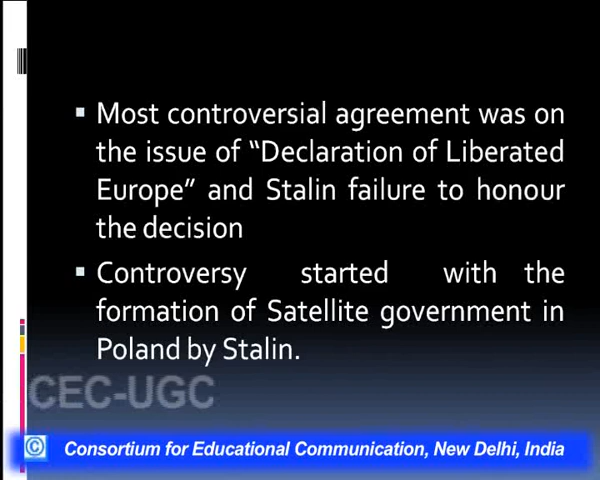 ▪ Most controversial agreement was on
the issue of “Declaration of Liberated
Europe” and Stalin failure to honour
the decision
▪ Controversy started with the
formation of Satellite government in
Poland by Stalin.
CEC-UGC
© Consortium for Educational Communication, New Delhi, India